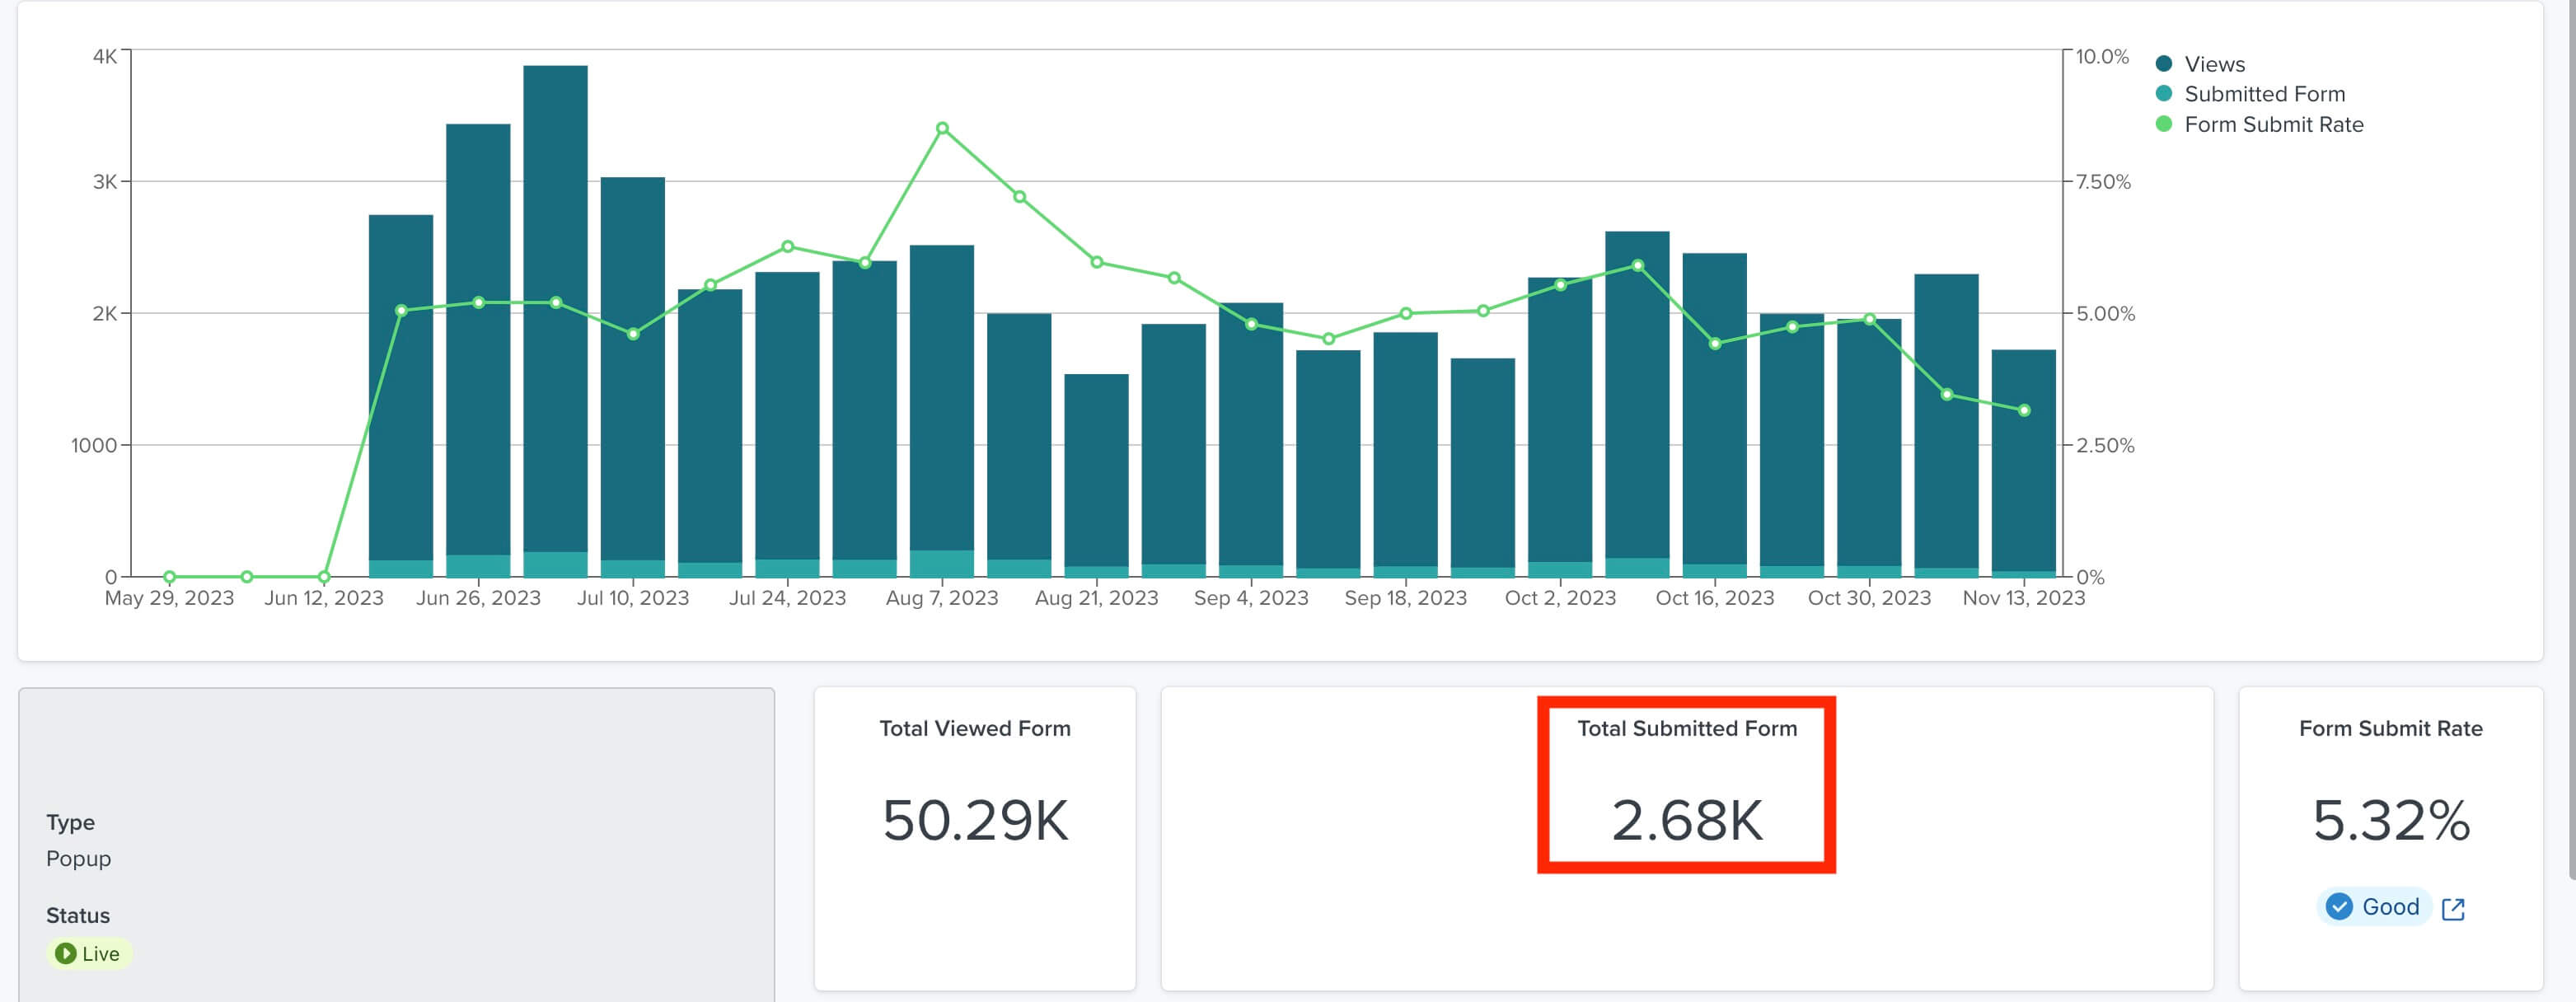 4K
3K
2K
1000
0
10.0%
7.50%
5.00%
2.50%
0%
May 29, 2023 Jun 12, 2023 Jun 26, 2023 Jul 10, 2023 Jul 24, 2023 Aug 7, 2023 Aug 21, 2023 Sep 4, 2023 Sep 18, 2023 Oct 2, 2023 Oct 16, 2023 Oct 30, 2023 Nov 13, 2023
Views
Submitted Form
Form Submit Rate
Type
Popup
Status
Live
Total Viewed Form
50.29K
Total Submitted Form
2.68K
Form Submit Rate
5.32%
Good